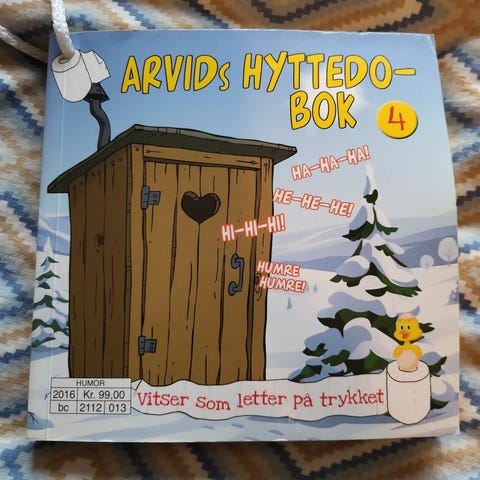 ARVIDs HYTTEDO-
BOK
4
HA-HA-HA!
HE-HE-HE!
HI-HI-HI!
HUMRE
HUMRE!
HUMOR
2016 Kr. 99,00
bc 2112 013
Vitser som letter på trykket